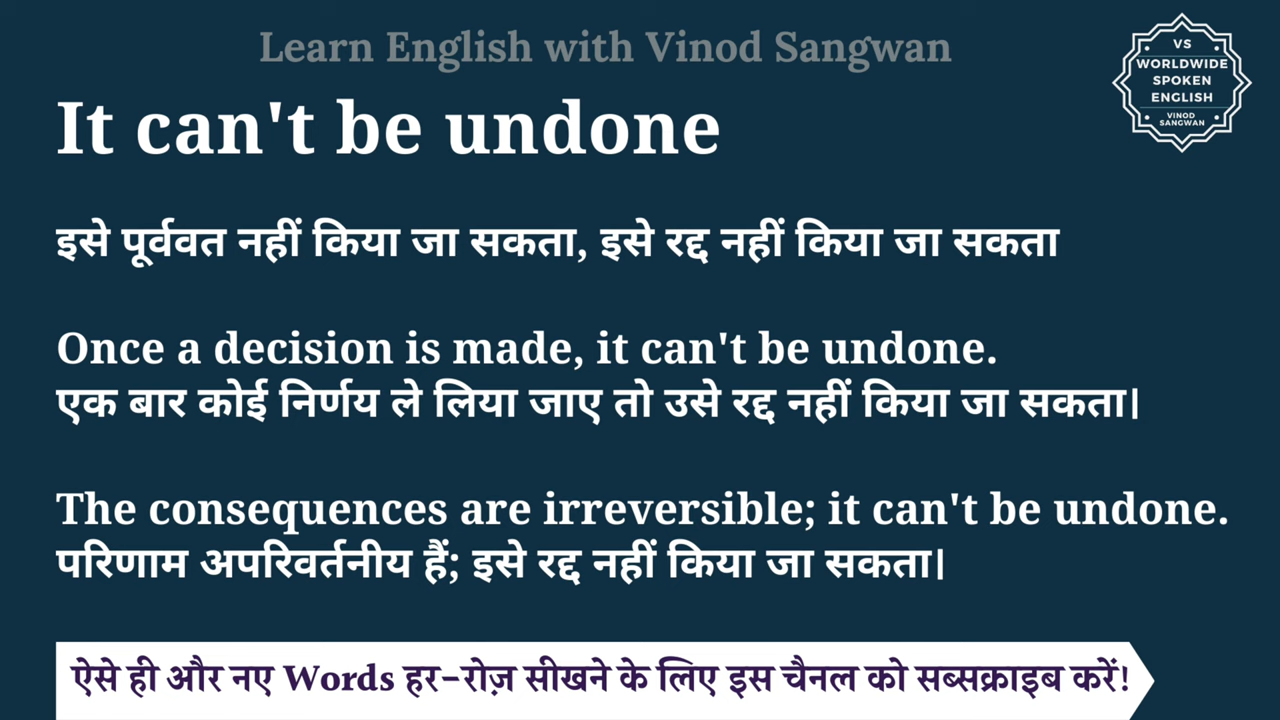 Learn English with Vinod Sangwan
VS
WORLDWIDE
SPOKEN
ENGLISH
VINOD
SANGWAN
It can't be undone
इसे पूर्ववत नहीं किया जा सकता, इसे रद्द नहीं किया जा सकता
Once a decision is made, it can't be undone.
एक बार कोई निर्णय ले लिया जाए तो उसे रद्द नहीं किया जा सकता।
The consequences are irreversible; it can't be undone.
परिणाम अपरिवर्तनीय हैं; इसे रद्द नहीं किया जा सकता।
ऐसे ही और नए Words हर-रोज़ सीखने के लिए इस चैनल को सब्सक्राइब करें!